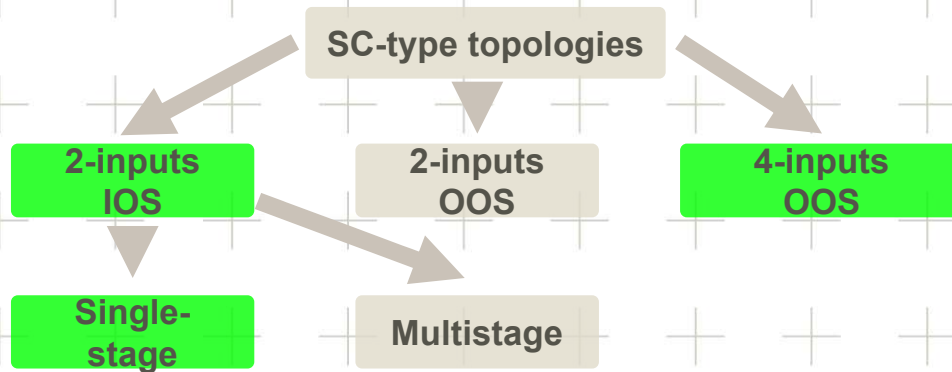 SC-type topologies
2-inputs
IOS
2-inputs
OOS
4-inputs
OOS
Single-
stage
Multistage